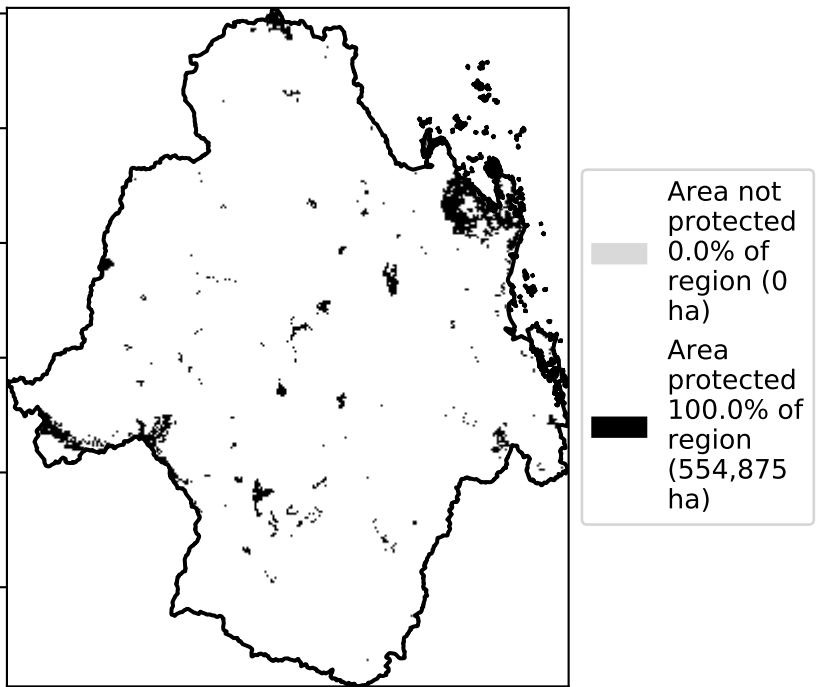 Area not
protected
0.0% of
region (0
ha)
Area
protected
100.0% of
region
(554,875
ha)